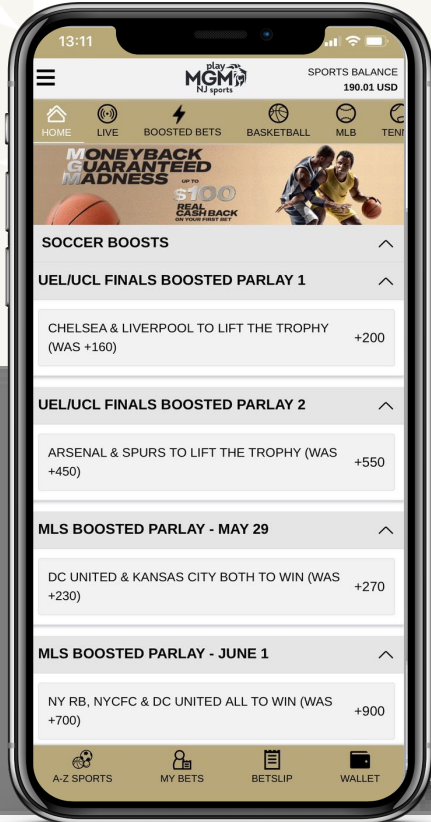 13:11
play
MGM
NJ sports
SPORTS BALANCE
190.01 USD
HOME
LIVE
BOOSTED BETS
BASKETBALL
MLB
TENN
MONEYBACK
GUARANTEED
MADNESS
UP TO
$100
REAL
CASH BACK
ON YOUR FIRST BET
SOCCER BOOSTS
UEL/UCL FINALS BOOSTED PARLAY 1
CHELSEA & LIVERPOOL TO LIFT THE TROPHY
(WAS +160)
+200
UEL/UCL FINALS BOOSTED PARLAY 2
ARSENAL & SPURS TO LIFT THE TROPHY (WAS
+450)
+550
MLS BOOSTED PARLAY - MAY 29
DC UNITED & KANSAS CITY BOTH TO WIN (WAS
+230)
+270
MLS BOOSTED PARLAY - JUNE 1
NY RB, NYCFC & DC UNITED ALL TO WIN (WAS
+700)
+900
A-Z SPORTS
MY BETS
BETSLIP
WALLET